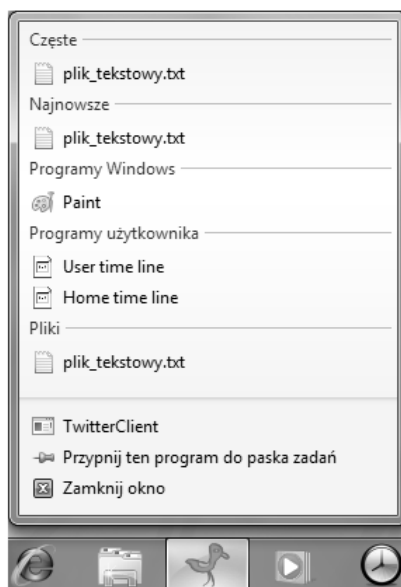 Częste
plik_tekstowy.txt
Najnowsze
plik_tekstowy.txt
Programy Windows
Paint
Programy użytkownika
User time line
Home time line
Pliki
plik_tekstowy.txt
TwitterClient
Przypnij ten program do paska zadań
Zamknij okno